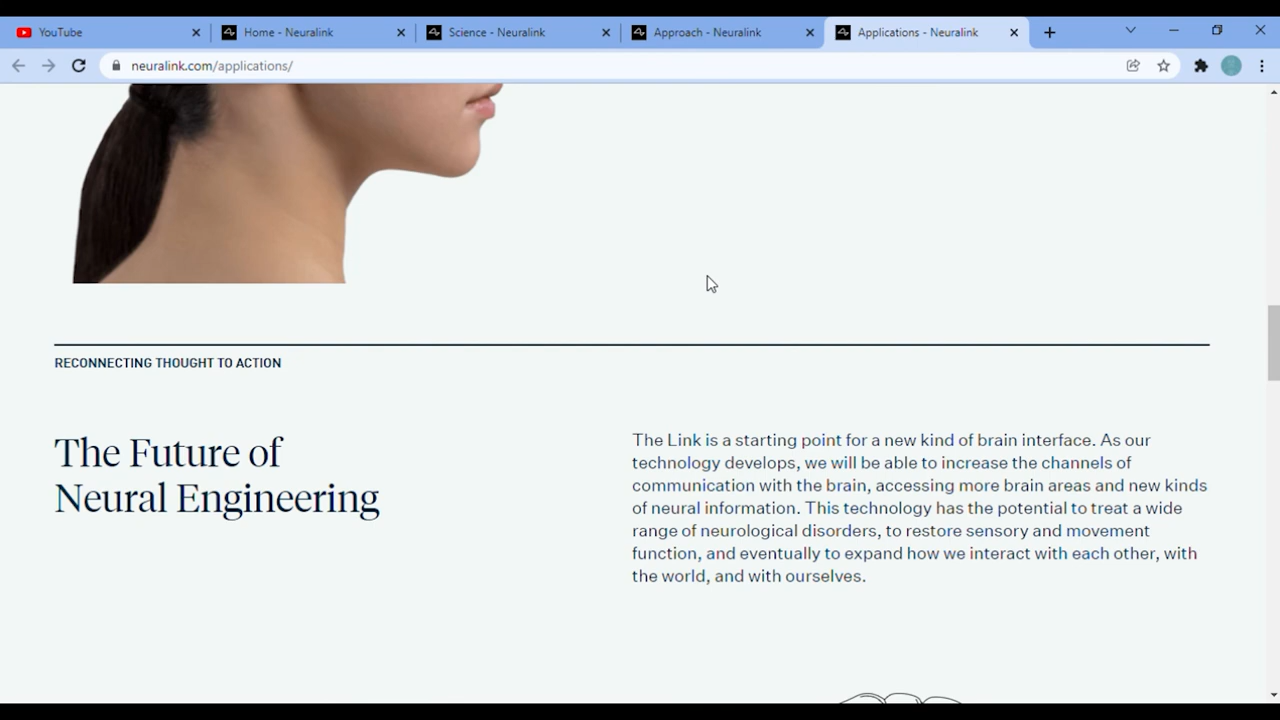 YouTube
Home - Neuralink
Science - Neuralink
Approach - Neuralink
Applications - Neuralink
neuralink.com/applications/
RECONNECTING THOUGHT TO ACTION
The Future of
Neural Engineering
The Link is a starting point for a new kind of brain interface. As our
technology develops, we will be able to increase the channels of
communication with the brain, accessing more brain areas and new kinds
of neural information. This technology has the potential to treat a wide
range of neurological disorders, to restore sensory and movement
function, and eventually to expand how we interact with each other, with
the world, and with ourselves.